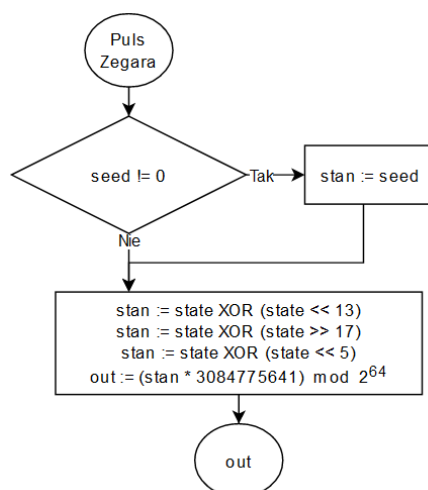 Puls
Zegara
seed != 0
Tak
stan := seed
Nie
stan := state XOR (state << 13)
stan := state XOR (state >> 17)
stan := state XOR (state << 5)
out := (stan * 3084775641) mod 2^64
out